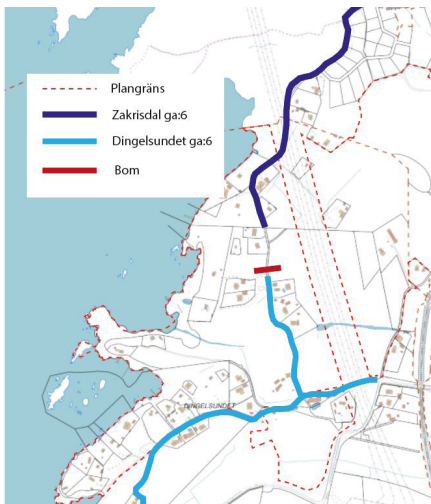 Plangräns
Zakrisdal ga:6
Dingelsundet ga:6
Bom
DINGELSUNDET